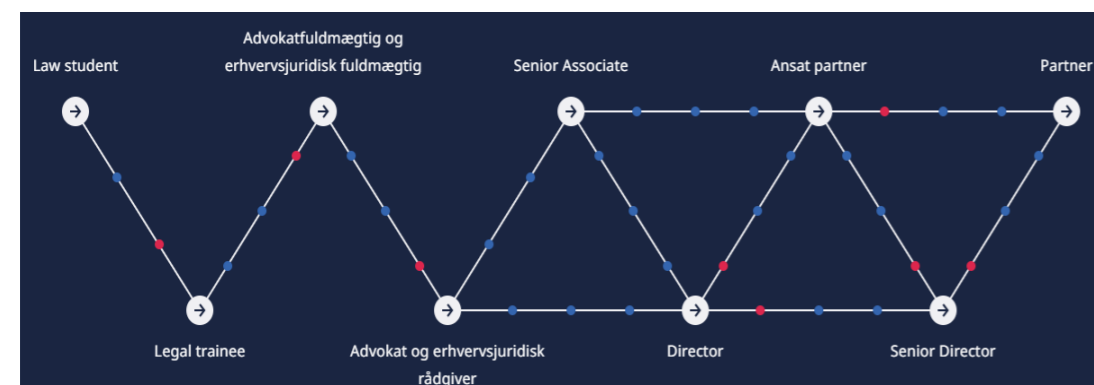 Advokatfuldmægtig og
erhvervsjuridisk fuldmægtig
Law student
Senior Associate
Ansat partner
Partner
Legal trainee
Advokat og erhvervsjuridisk
rådgiver
Director
Senior Director